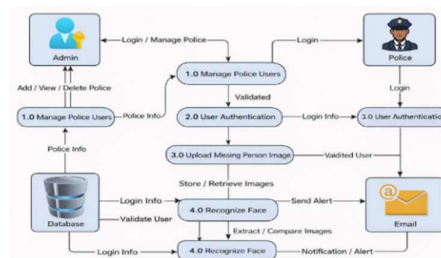 Login / Manage Police
Login
Admin
Police
1.0 Manage Police Users
Add / View / Delete Police
Login
Validated
1.0 Manage Police Users
Police Info
2.0 User Authentication
Login Info
3.0 User Authentication
Police Info
3.0 Upload Missing Person Image
Vaidited User
Store / Retrieve Images
Login Info
4.0 Recognize Face
Send Alert
Validate User
Database
Email
Extract / Compare Images
Login Info
4.0 Recognize Face
Notification / Alert